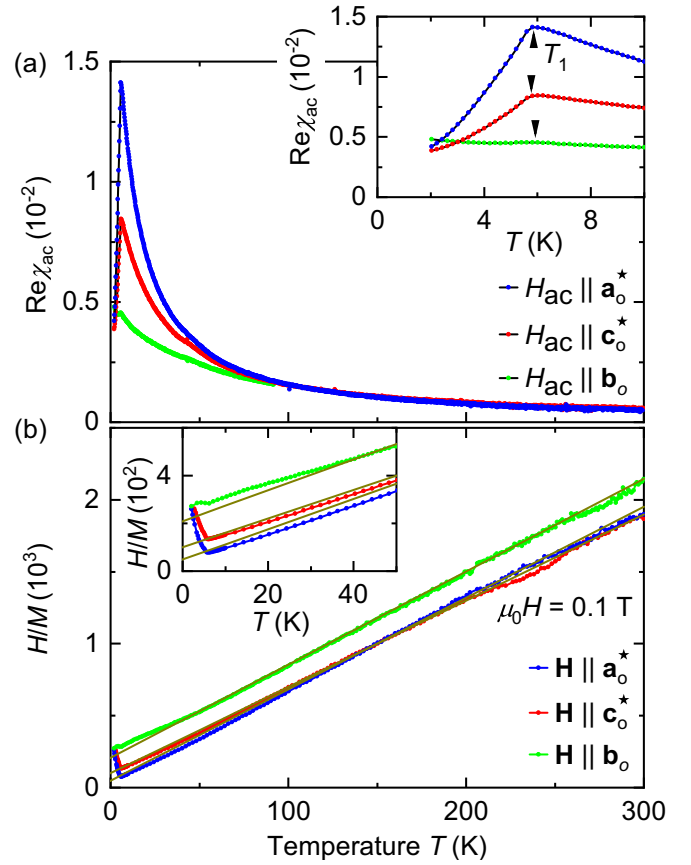 (a)
1.5
1
0.5
0
Reχac (10-2)
1.5
1
0.5
0
Reχac (10-2)
T1
0 4 8
T (K)
Hac || a★o
Hac || c★o
Hac || bo
(b)
2
1
0
H/M (103)
4
2
0
H/M (102)
0 20 40
T (K)
μ0H = 0.1 T
H || a★o
H || c★o
H || bo
0 100 200 300
Temperature T (K)